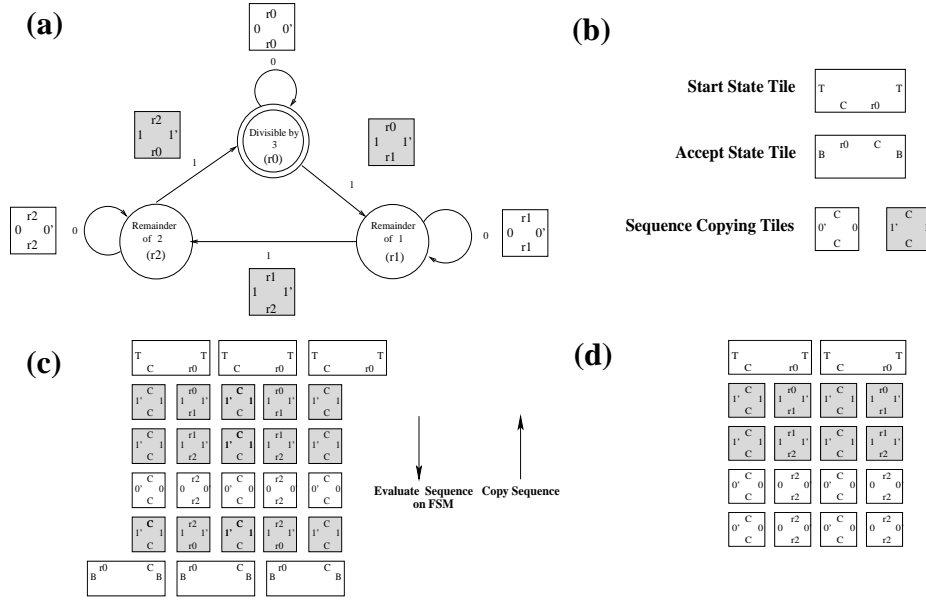 (a)
r0
0 0'
r0
0
r2
1 1'
r0
1
Divisible by
3
(r0)
r0
1 1'
r1
1
r2
0 0'
r2
0
Remainder
of 2
(r2)
Remainder
of 1
(r1)
0
r1
0 0'
r1
1
r1
1 1'
r2
(b)
Start State Tile
T T
C r0
Accept State Tile
r0 C
B B
Sequence Copying Tiles
C C
0' 0 1' 1
C C
(c)
T T T T T T
C r0 C r0 C r0
C r0 C r0 C
1' 1 1 1' 1' 1 1 1' 1' 1
C r1 C r1 C
C r1 C r1 C
1' 1 1 1' 1' 1 1 1' 1' 1
C r2 C r2 C
C r2 C r2 C
0' 0 0 0' 0' 0 0 0' 0' 0
C r2 C r2 C
C r2 C r2 C
1' 1 1 1' 1' 1 1 1' 1' 1
C r0 C r0 C
r0 C r0 C r0 C
B B B B B B
Evaluate Sequence
on FSM
Copy Sequence
(d)
T T T T
C r0 C r0
C r0 C r0
1' 1 1 1' 1' 1 1 1'
C r1 C r1
C r1 C r1
1' 1 1 1' 1' 1 1 1'
C r2 C r2
C r2 C r2
0' 0 0 0' 0' 0 0 0'
C r2 C r2
C r2 C r2
0' 0 0 0' 0' 0 0 0'
C r2 C r2